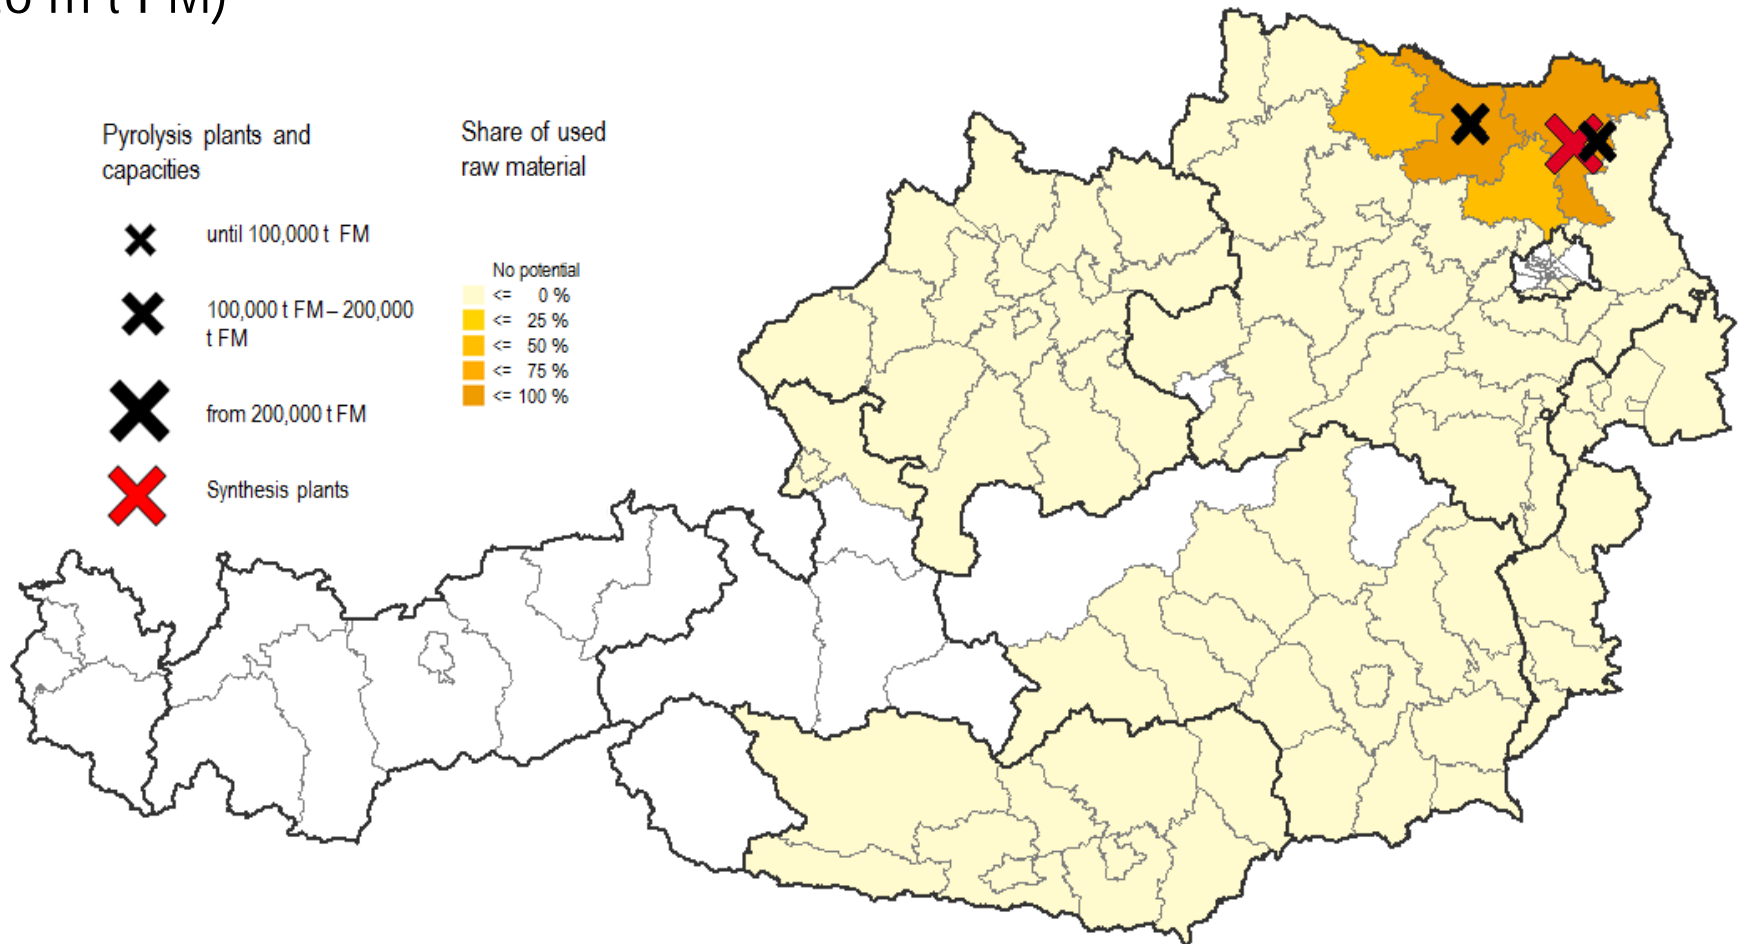 m t FM)
Pyrolysis plants and
capacities
until 100,000 t FM
100,000 t FM – 200,000
t FM
from 200,000 t FM
Synthesis plants
Share of used
raw material
No potential
<= 0 %
<= 25 %
<= 50 %
<= 75 %
<= 100 %